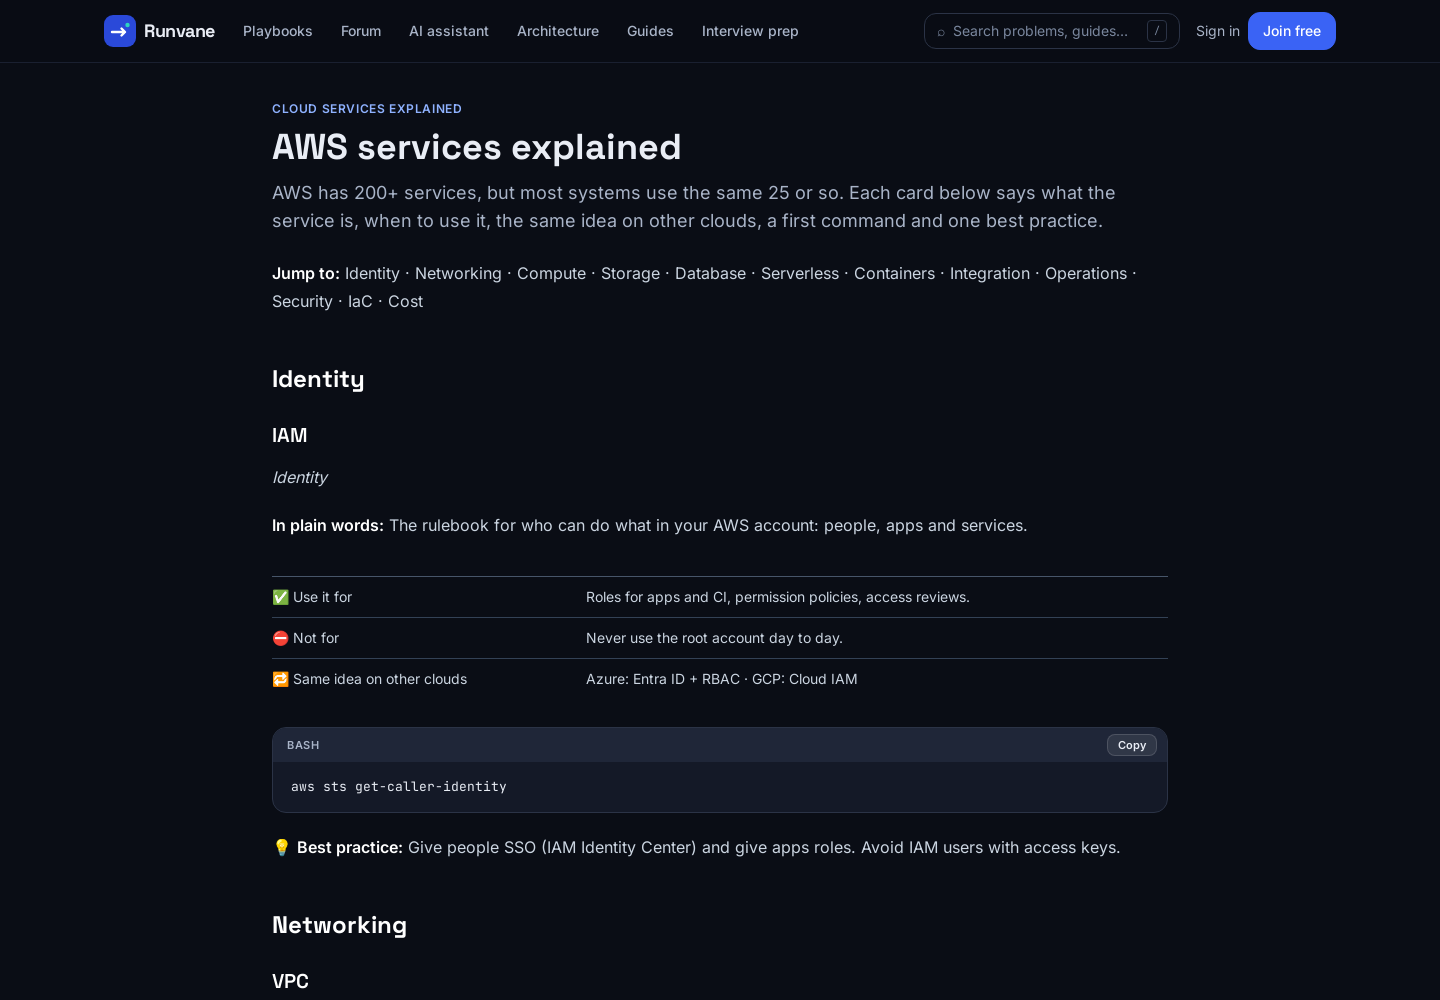 Runvane
Playbooks
Forum
AI assistant
Architecture
Guides
Interview prep
Search problems, guides...
/
Sign in
Join free
CLOUD SERVICES EXPLAINED
AWS services explained
AWS has 200+ services, but most systems use the same 25 or so. Each card below says what the
service is, when to use it, the same idea on other clouds, a first command and one best practice.
Jump to: Identity · Networking · Compute · Storage · Database · Serverless · Containers · Integration · Operations ·
Security · IaC · Cost
Identity
IAM
Identity
In plain words: The rulebook for who can do what in your AWS account: people, apps and services.
✅ Use it for Roles for apps and CI, permission policies, access reviews.
⛔ Not for Never use the root account day to day.
🔁 Same idea on other clouds Azure: Entra ID + RBAC · GCP: Cloud IAM
BASH
Copy
aws sts get-caller-identity
💡 Best practice: Give people SSO (IAM Identity Center) and give apps roles. Avoid IAM users with access keys.
Networking
VPC